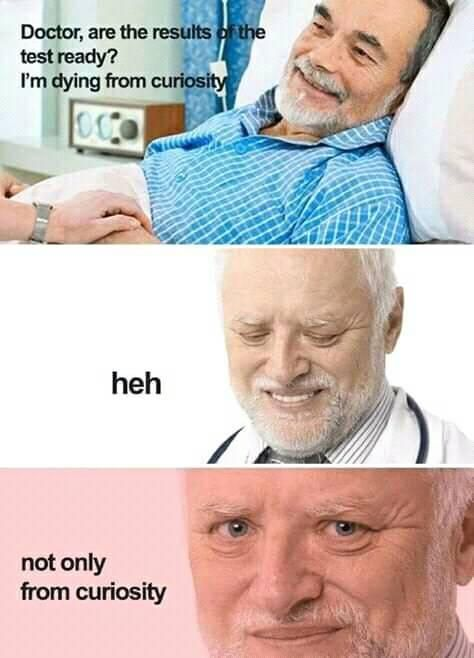 Doctor, are the results of the
test ready?
I'm dying from curiosity
heh
not only
from curiosity